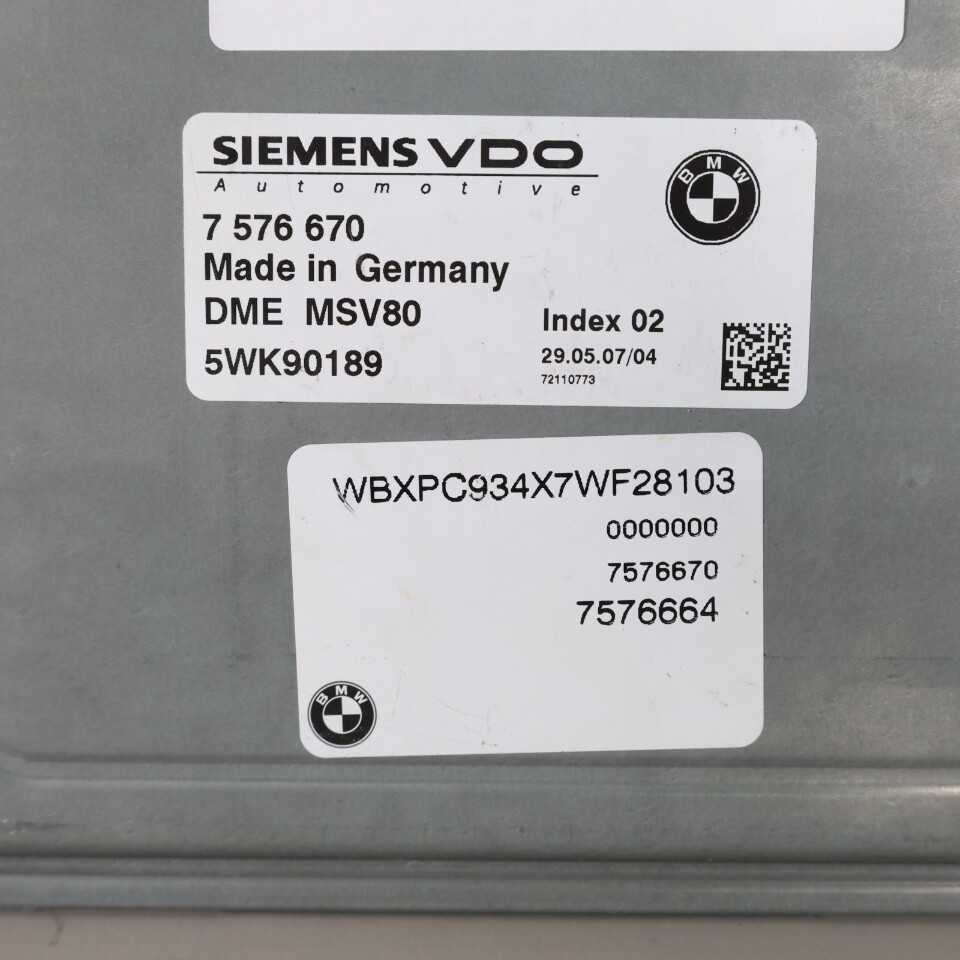 SIEMENS VDO
Automotive
BMW
7 576 670
Made in Germany
DME MSV80
Index 02
5WK90189
29.05.07/04
72110773
WBXPC934X7WF28103
0000000
7576670
7576664
BMW